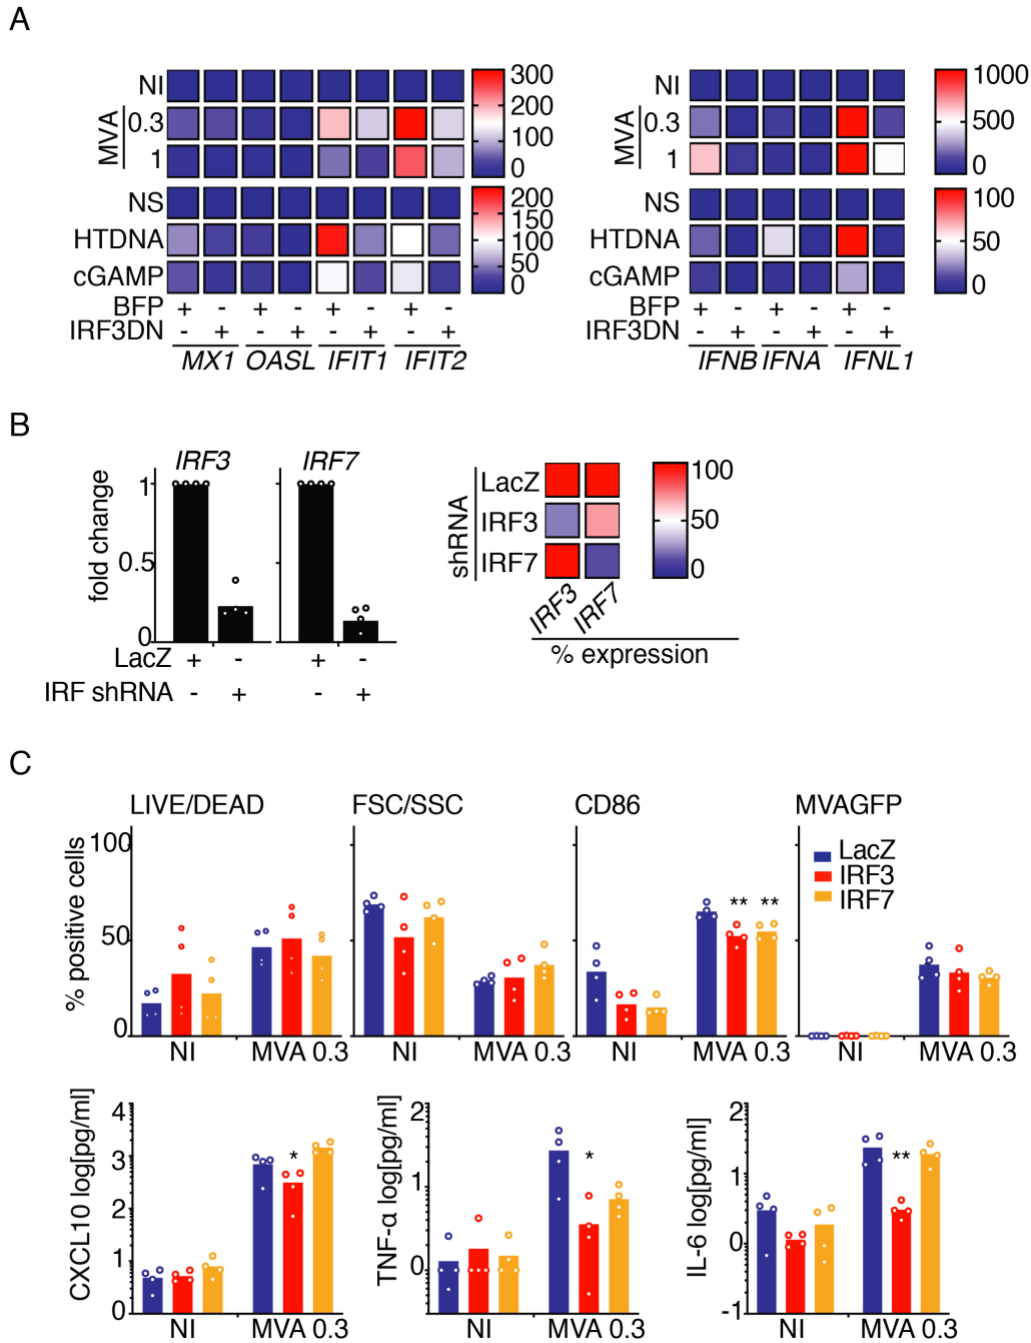 A
NI
MVA
0.3
1
300
200
100
0
NS
HTDNA
cGAMP
200
150
100
50
0
BFP + - + - + - + -
IRF3DN - + - + - + - +
MX1 OASL IFIT1 IFIT2
NI
MVA
0.3
1
1000
500
0
NS
HTDNA
cGAMP
100
50
0
BFP + - + - + -
IRF3DN - + - + - +
IFNB IFNA IFNL1
B
IRF3 IRF7
fold change
1
0.5
0
LacZ + - + -
IRF shRNA - + - +
shRNA
LacZ
IRF3
IRF7
100
50
0
IRF3 IRF7
% expression
C
LIVE/DEAD FSC/SSC CD86 MVAGFP
% positive cells
100
50
0
** **
LacZ
IRF3
IRF7
NI MVA 0.3 NI MVA 0.3 NI MVA 0.3 NI MVA 0.3
CXCL10 log[pg/ml]
4
3
2
1
0
*
NI MVA 0.3
TNF-α log[pg/ml]
2
1
0
*
NI MVA 0.3
IL-6 log[pg/ml]
2
1
0
-1
**
NI MVA 0.3